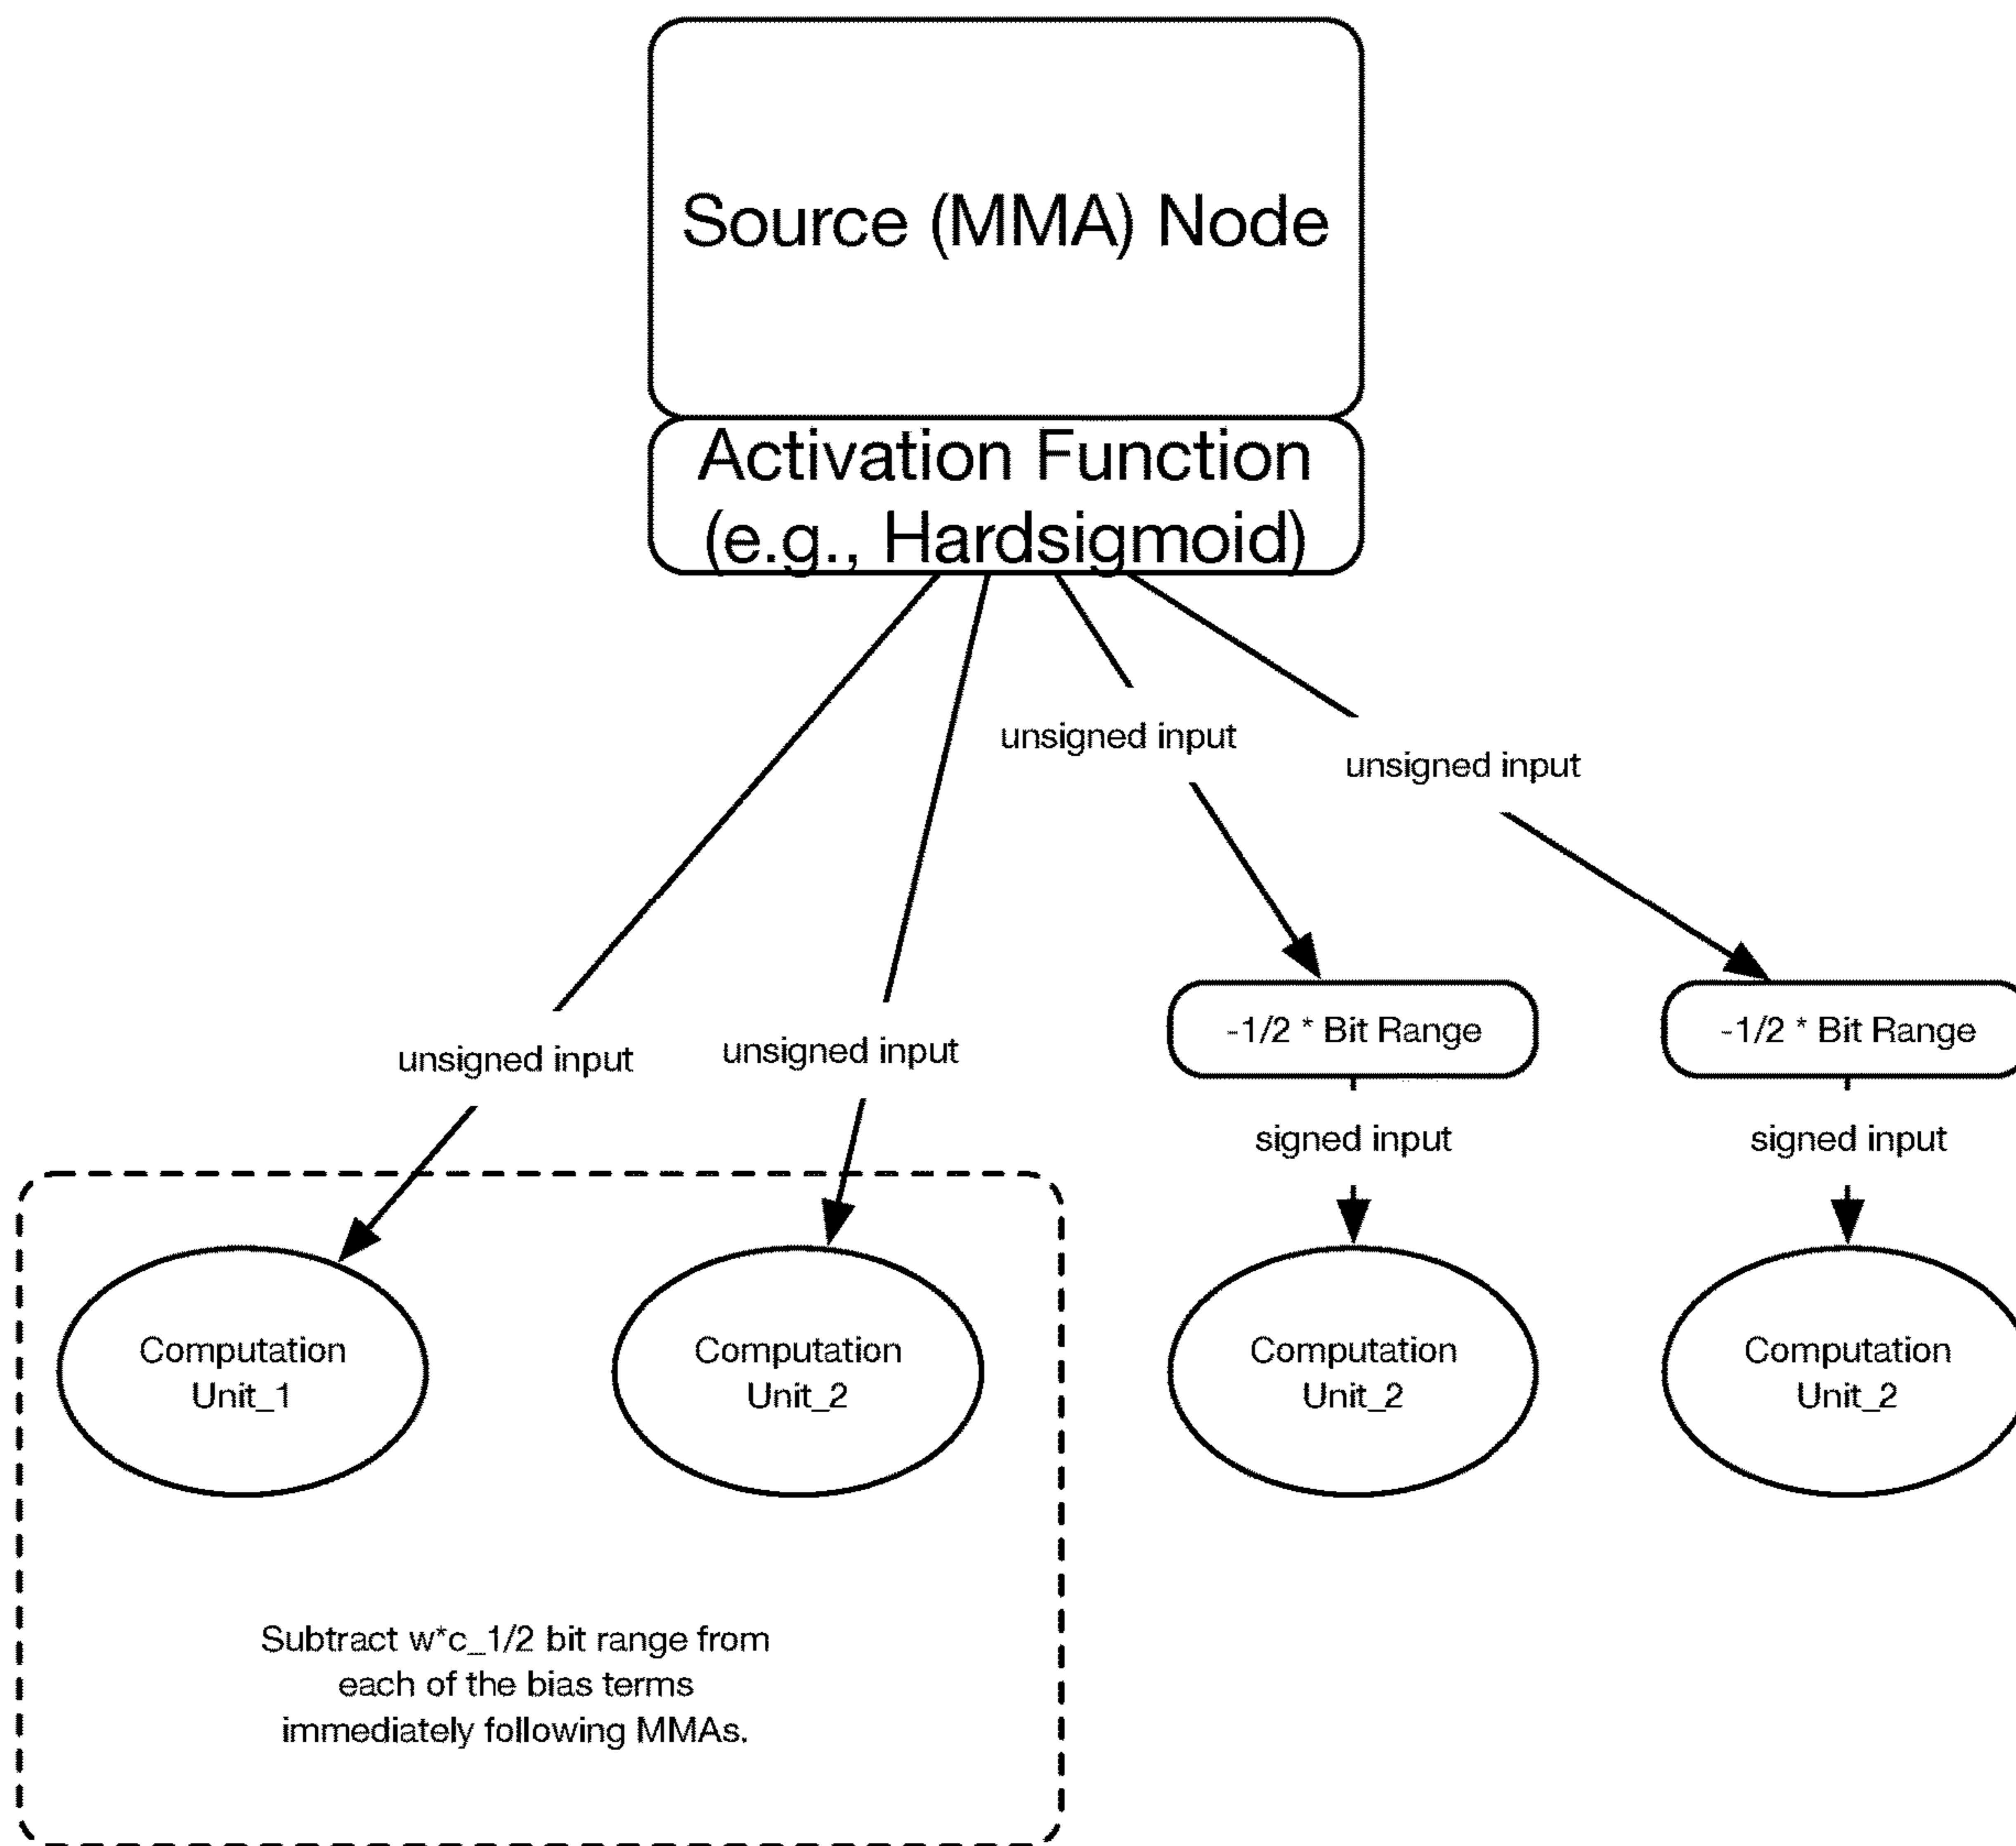 Source (MMA) Node
Activation Function
(e.g., Hardsigmoid)
unsigned input
unsigned input
unsigned input
unsigned input
-1/2 * Bit Range
-1/2 * Bit Range
signed input
signed input
Computation
Unit_1
Computation
Unit_2
Computation
Unit_2
Computation
Unit_2
Subtract w*c_1/2 bit range from
each of the bias terms
immediately following MMAs.